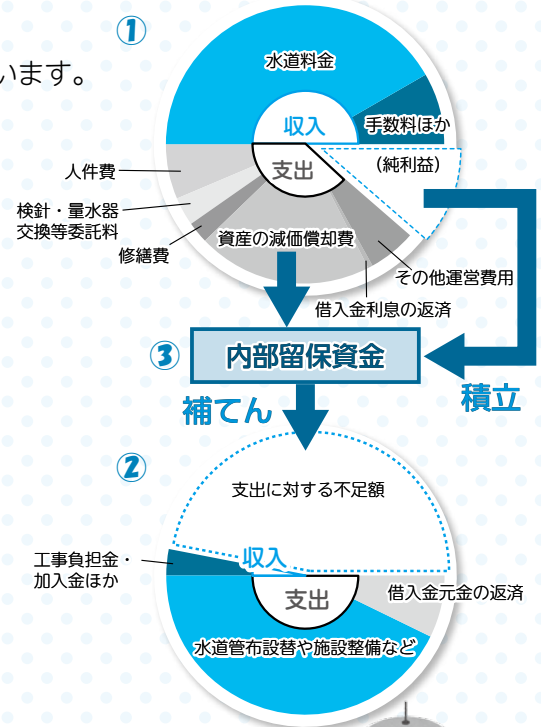 ①
います。
水道料金
収入
手数料ほか
支出
(純利益)
人件費
検針・量水器
交換等委託料
修繕費
資産の減価償却費
その他運営費用
借入金利息の返済
③
内部留保資金
積立
補てん
②
支出に対する不足額
工事負担金・
加入金ほか
収入
支出
借入金元金の返済
水道管布設替や施設整備など